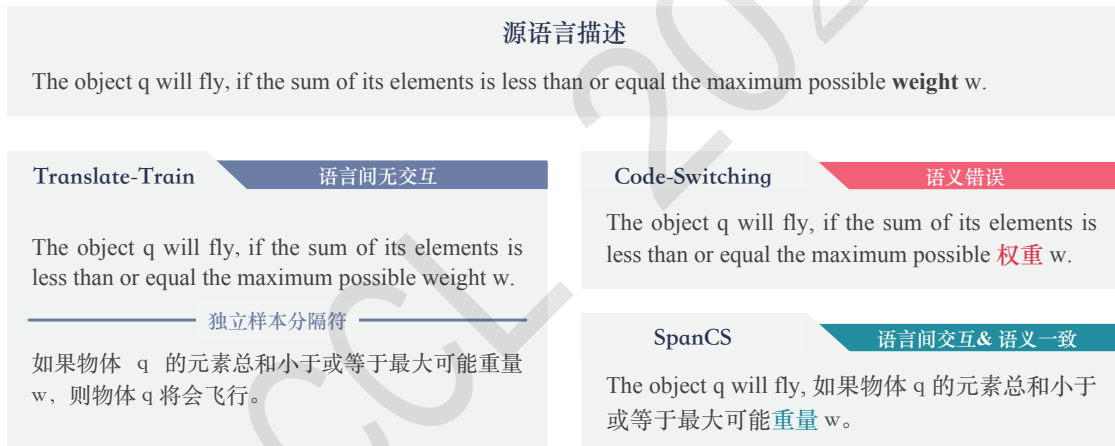 源语言描述
The object q will fly, if the sum of its elements is less than or equal the maximum possible weight w.
Translate-Train
语言间无交互
The object q will fly, if the sum of its elements is
less than or equal the maximum possible weight w.
独立样本分隔符
如果物体 q 的元素总和小于或等于最大可能重量
w，则物体 q 将会飞行。
Code-Switching
语义错误
The object q will fly, if the sum of its elements is
less than or equal the maximum possible 权重 w.
SpanCS
语言间交互& 语义一致
The object q will fly, 如果物体 q 的元素总和小于
或等于最大可能重量 w。
CCL 202